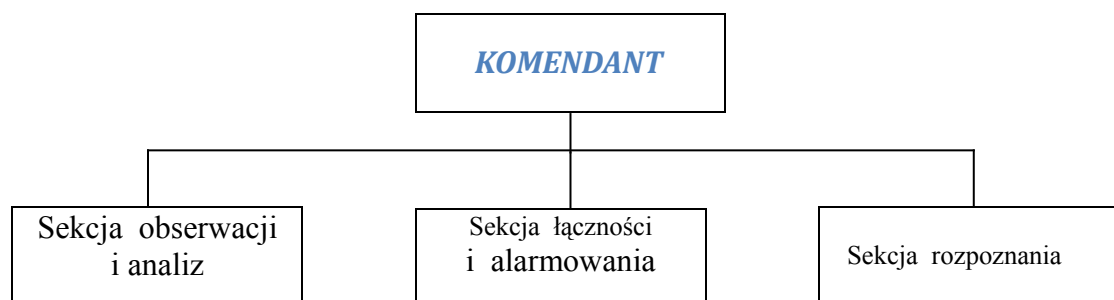 KOMENDANT
Sekcja obserwacji
i analiz
Sekcja łączności
i alarmowania
Sekcja rozpoznania